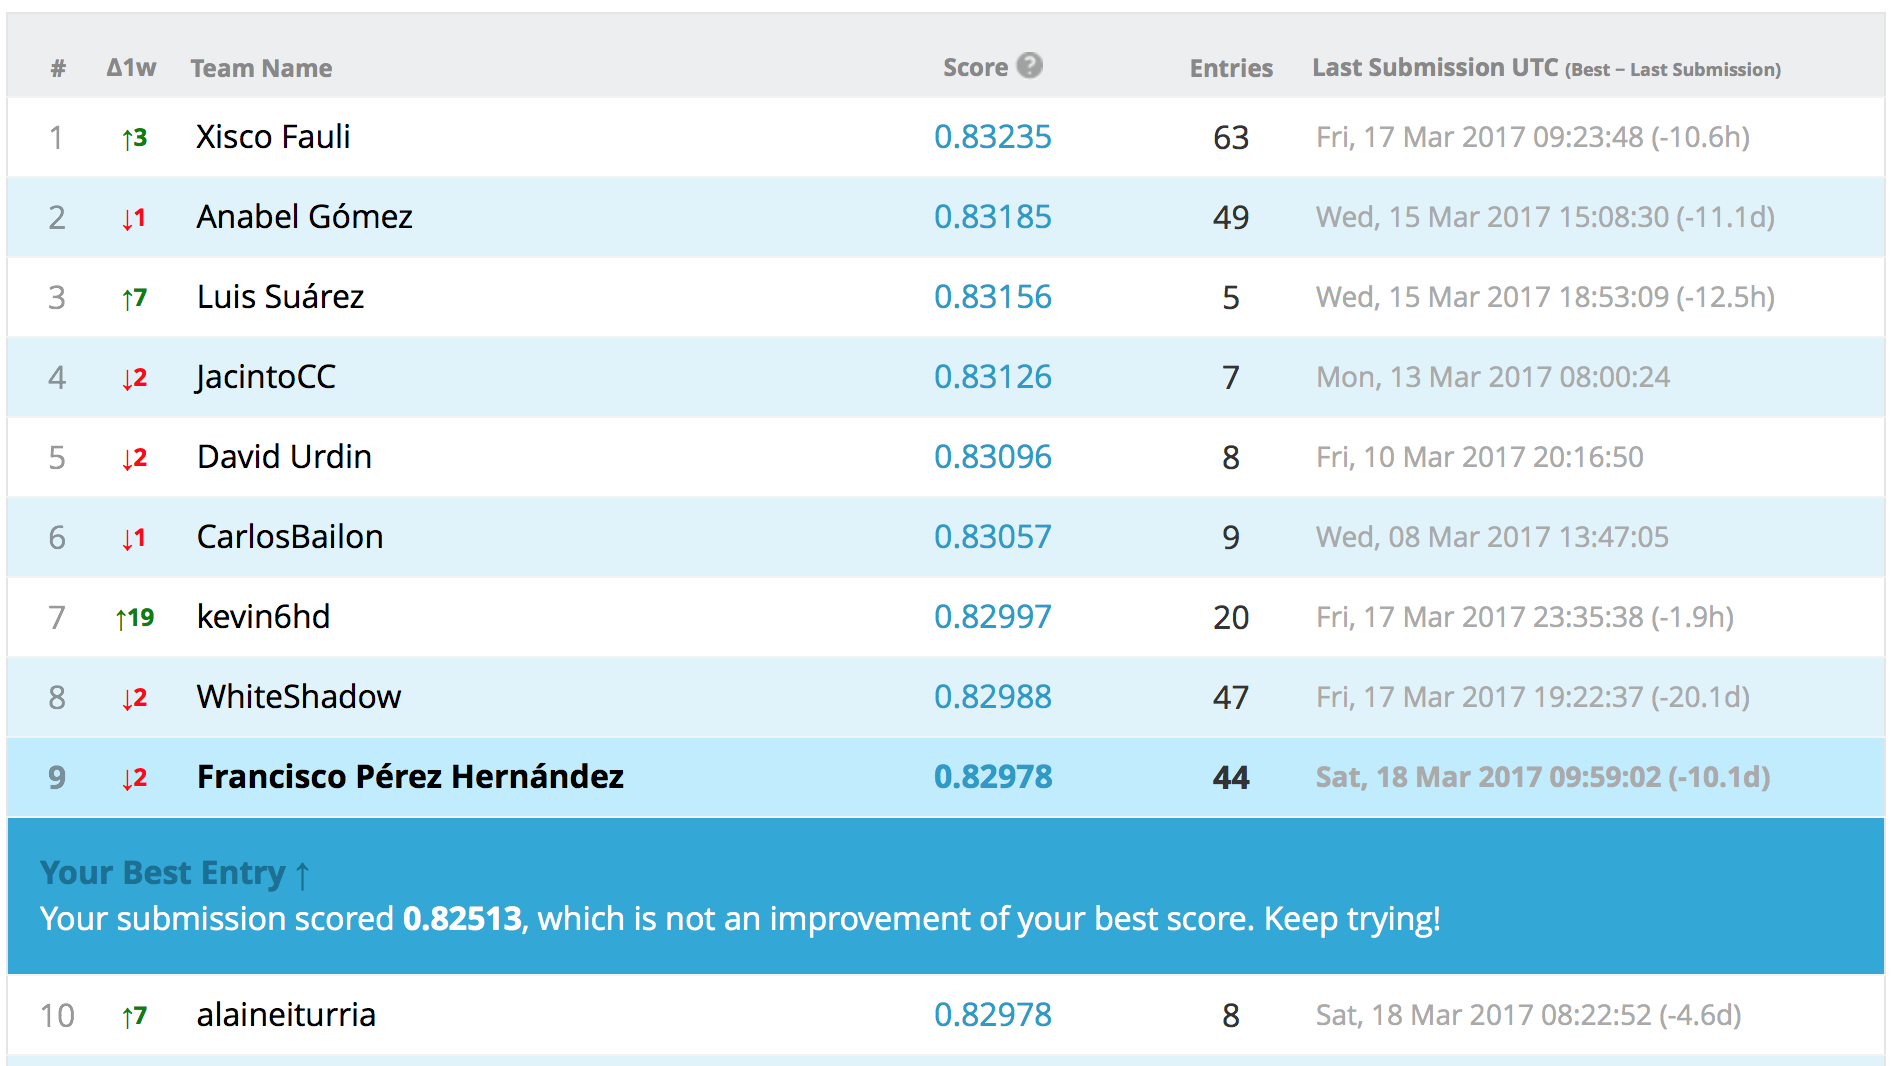 # Δ1w Team Name Score ? Entries Last Submission UTC (Best − Last Submission)
1 ↑3 Xisco Fauli 0.83235 63 Fri, 17 Mar 2017 09:23:48 (-10.6h)
2 ↓1 Anabel Gómez 0.83185 49 Wed, 15 Mar 2017 15:08:30 (-11.1d)
3 ↑7 Luis Suárez 0.83156 5 Wed, 15 Mar 2017 18:53:09 (-12.5h)
4 ↓2 JacintoCC 0.83126 7 Mon, 13 Mar 2017 08:00:24
5 ↓2 David Urdin 0.83096 8 Fri, 10 Mar 2017 20:16:50
6 ↓1 CarlosBailon 0.83057 9 Wed, 08 Mar 2017 13:47:05
7 ↑19 kevin6hd 0.82997 20 Fri, 17 Mar 2017 23:35:38 (-1.9h)
8 ↓2 WhiteShadow 0.82988 47 Fri, 17 Mar 2017 19:22:37 (-20.1d)
9 ↓2 Francisco Pérez Hernández 0.82978 44 Sat, 18 Mar 2017 09:59:02 (-10.1d)
Your Best Entry ↑
Your submission scored 0.82513, which is not an improvement of your best score. Keep trying!
10 ↑7 alaineiturria 0.82978 8 Sat, 18 Mar 2017 08:22:52 (-4.6d)